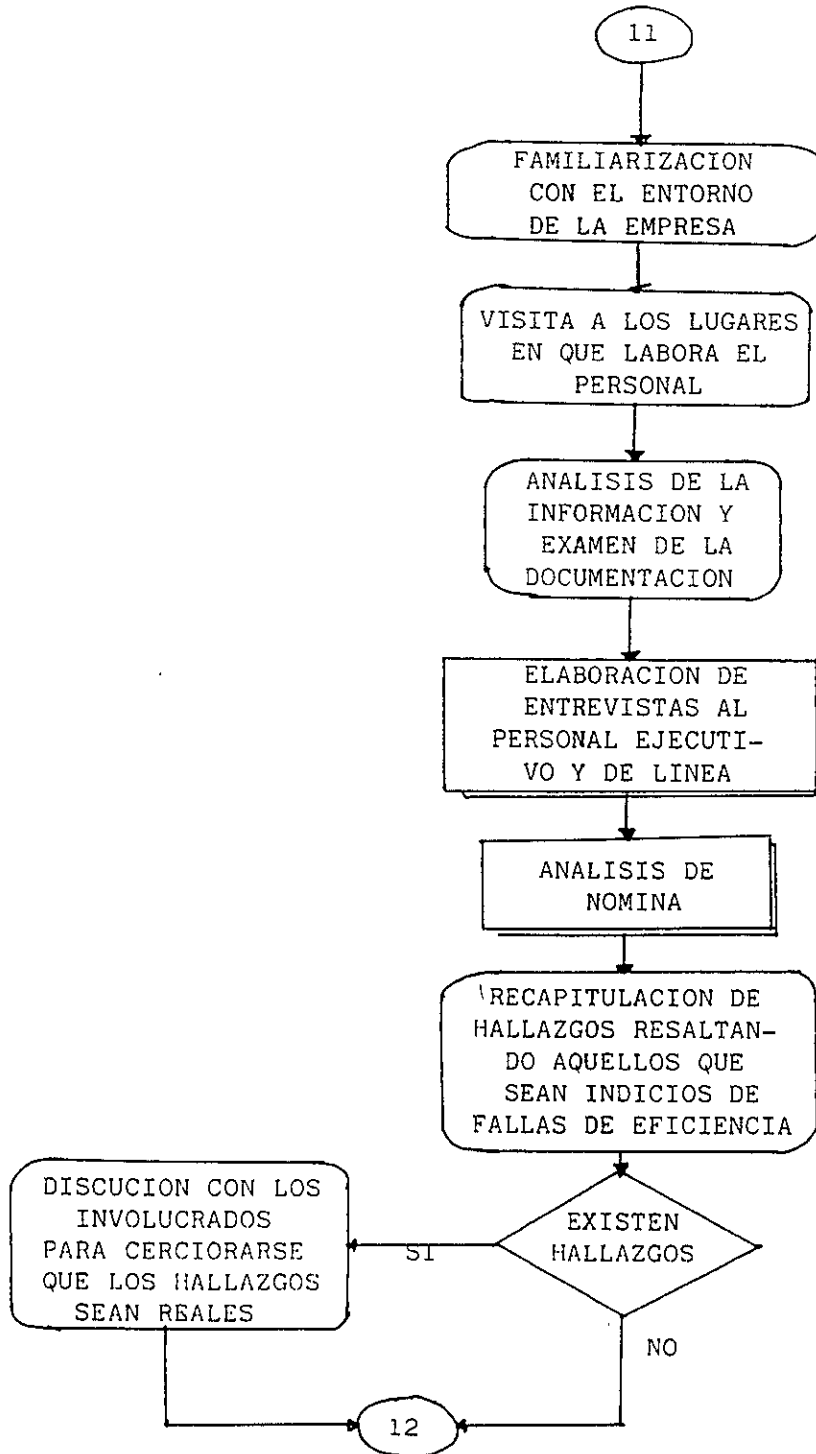 11
FAMILIARIZACION
CON EL ENTORNO
DE LA EMPRESA
VISITA A LOS LUGARES
EN QUE LABORA EL
PERSONAL
ANALISIS DE LA
INFORMACION Y
EXAMEN DE LA
DOCUMENTACION
ELABORACION DE
ENTREVISTAS AL
PERSONAL EJECUTI-
VO Y DE LINEA
ANALISIS DE
NOMINA
RECAPITULACION DE
HALLAZGOS RESALTAN-
DO AQUELLOS QUE
SEAN INDICIOS DE
FALLAS DE EFICIENCIA
EXISTEN
HALLAZGOS
SI
DISCUCION CON LOS
INVOLUCRADOS
PARA CERCIORARSE
QUE LOS HALLAZGOS
SEAN REALES
NO
12